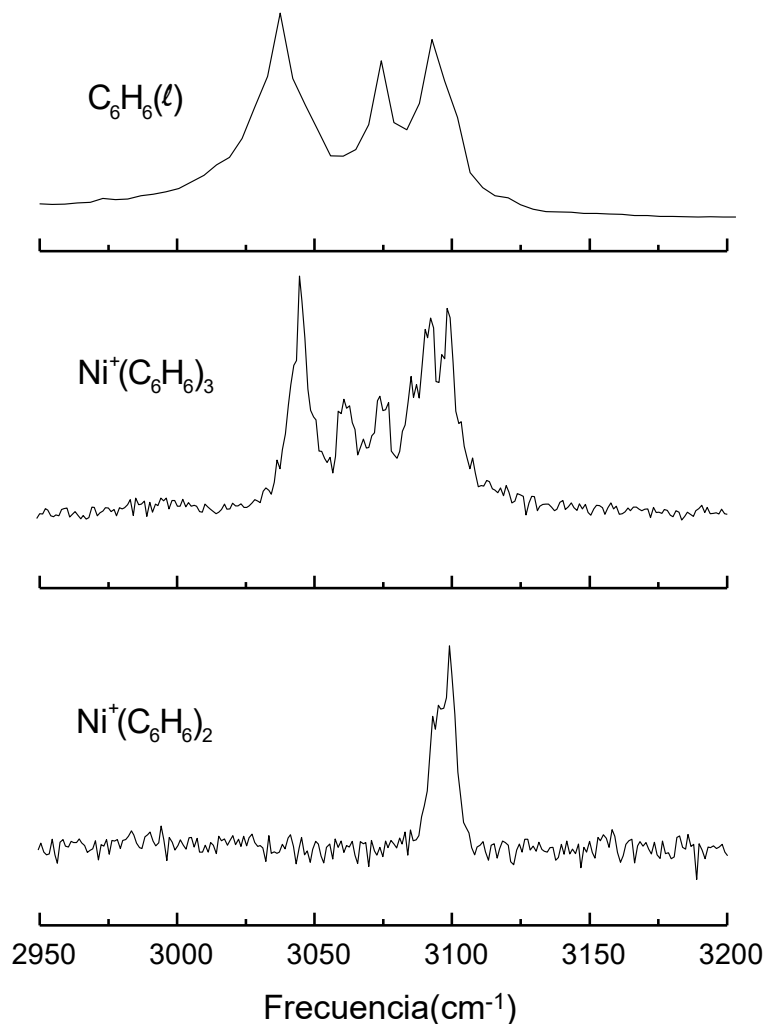 C₆H₆(ℓ)
Ni⁺(C₆H₆)₃
Ni⁺(C₆H₆)₂
2950 3000 3050 3100 3150 3200
Frecuencia(cm⁻¹)